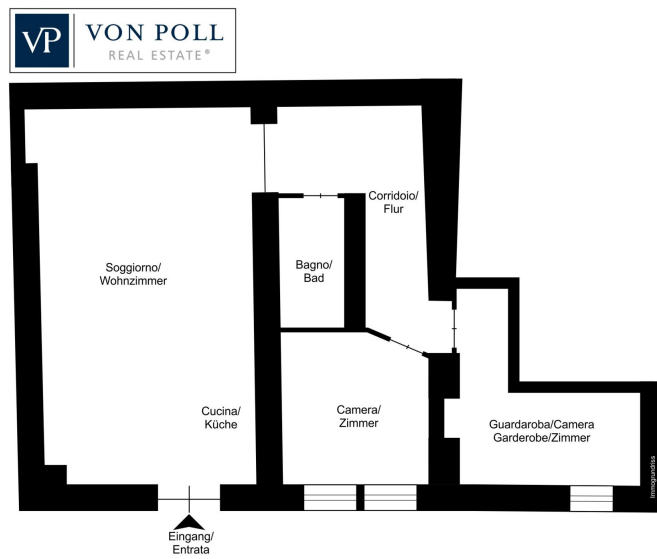 VP VON POLL
REAL ESTATE®
Corridoio/
Flur
Soggiorno/
Wohnzimmer
Bagno/
Bad
Cucina/
Küche
Camera/
Zimmer
Guardaroba/Camera
Garderobe/Zimmer
Immogrundriss
Eingang/
Entrata